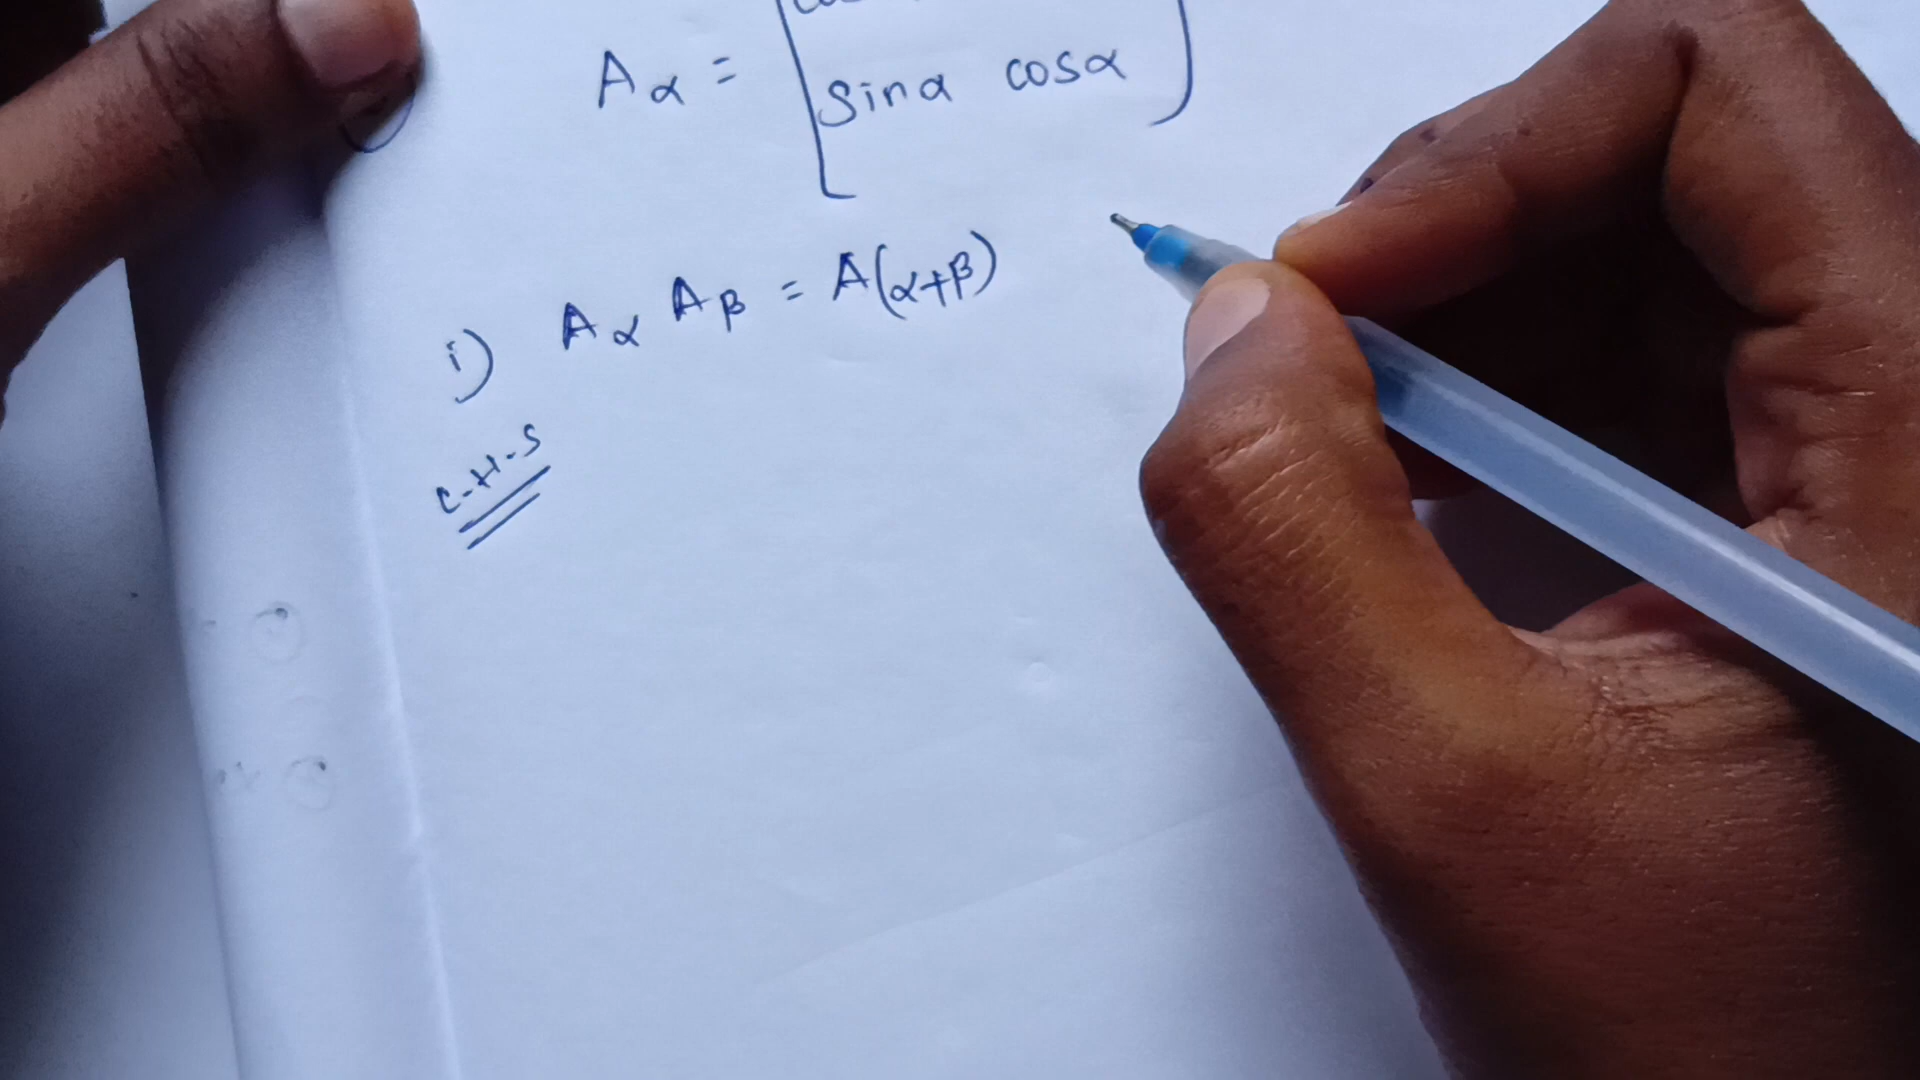 Aα =
sinα cosα
i) Aα Aβ = A(α+β)
L-H-S